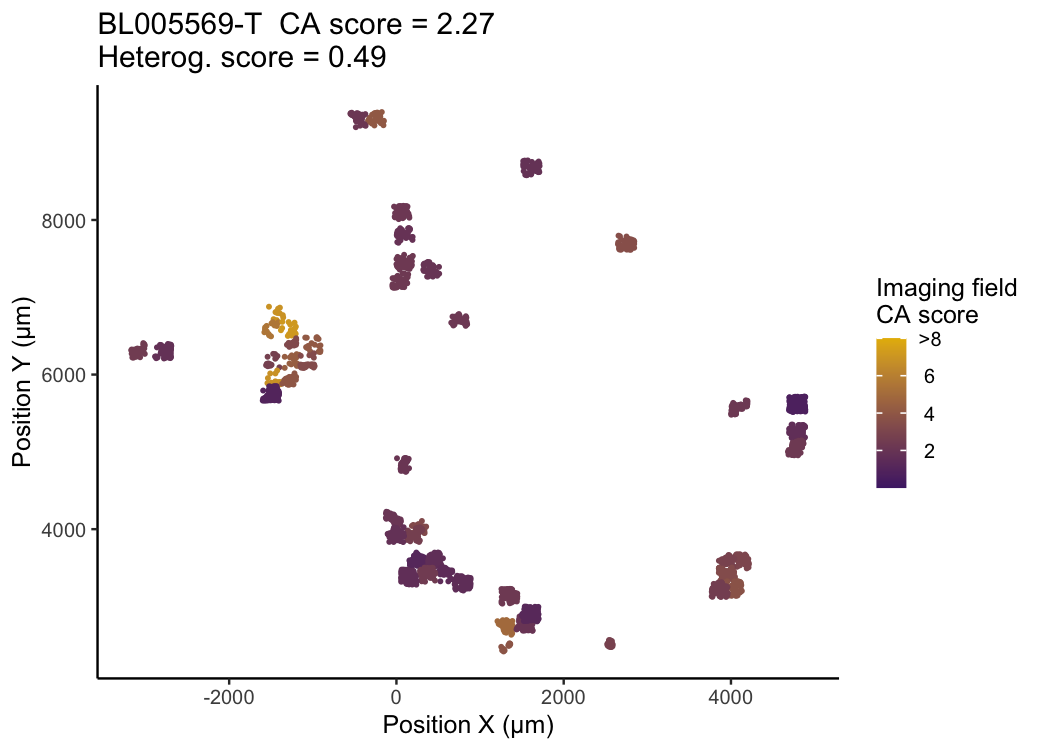 BL005569-T  CA score = 2.27
Heterog. score = 0.49
Position Y (µm)
8000
6000
4000
-2000
0
2000
4000
Position X (µm)
Imaging field
CA score
>8
6
4
2